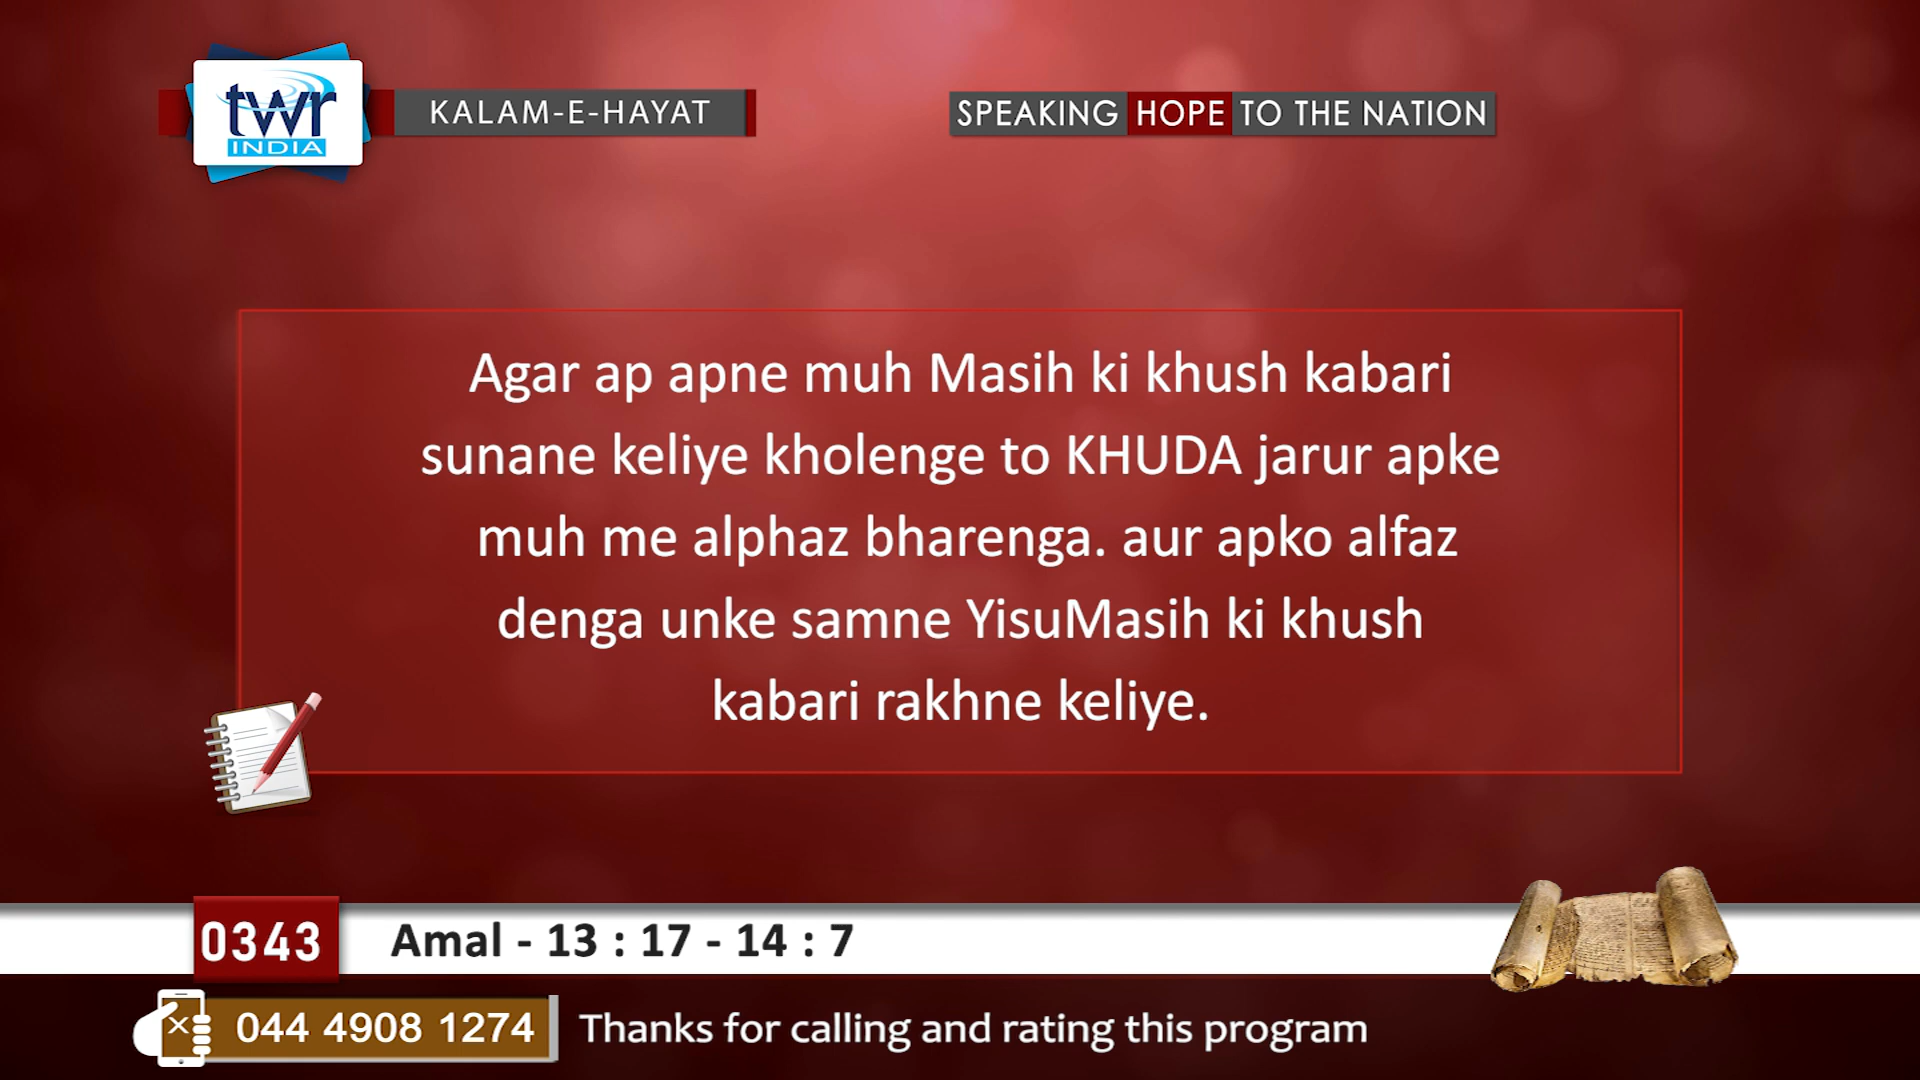 twr
INDIA
KALAM-E-HAYAT
SPEAKING HOPE TO THE NATION
Agar ap apne muh Masih ki khush kabari
sunane keliye kholenge to KHUDA jarur apke
muh me alphaz bharenga. aur apko alfaz
denga unke samne YisuMasih ki khush
kabari rakhne keliye.
0343
Amal - 13 : 17 - 14 : 7
044 4908 1274
Thanks for calling and rating this program